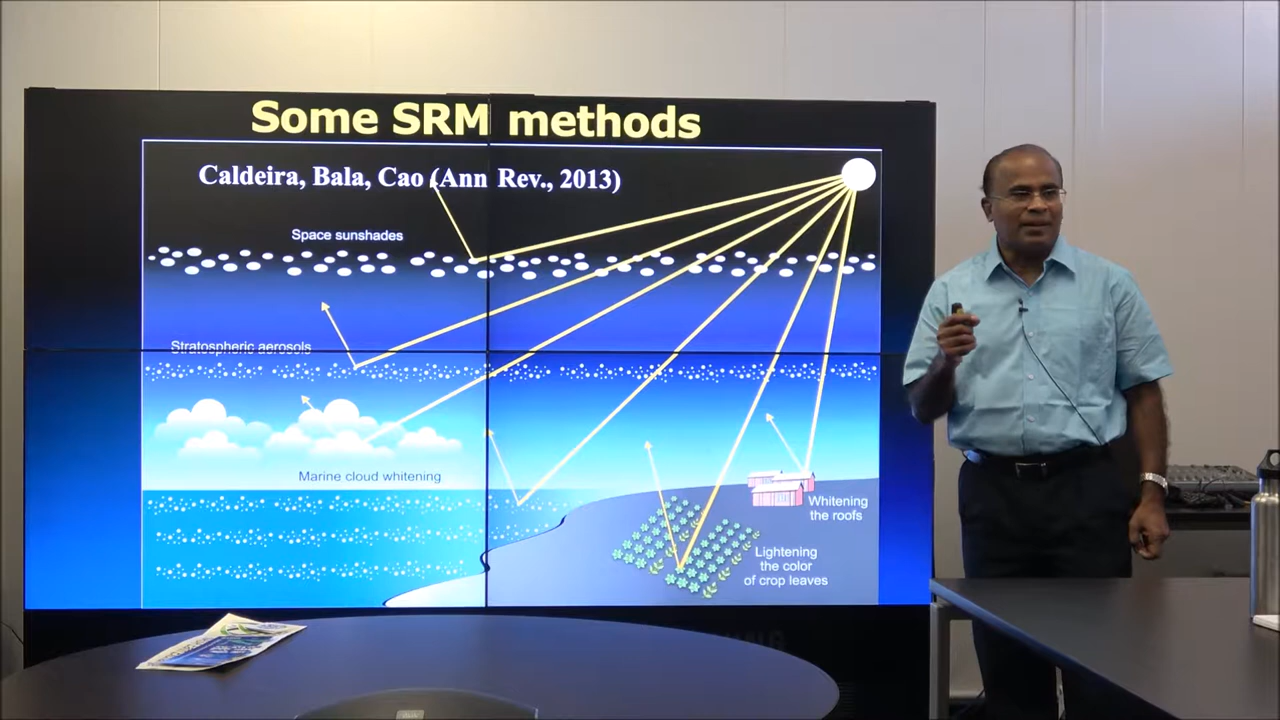 Some SRM methods
Caldeira, Bala, Cao (Ann Rev., 2013)
Space sunshades
Stratospheric aerosols
Marine cloud whitening
Whitening
the roofs
Lightening
the color
of crop leaves